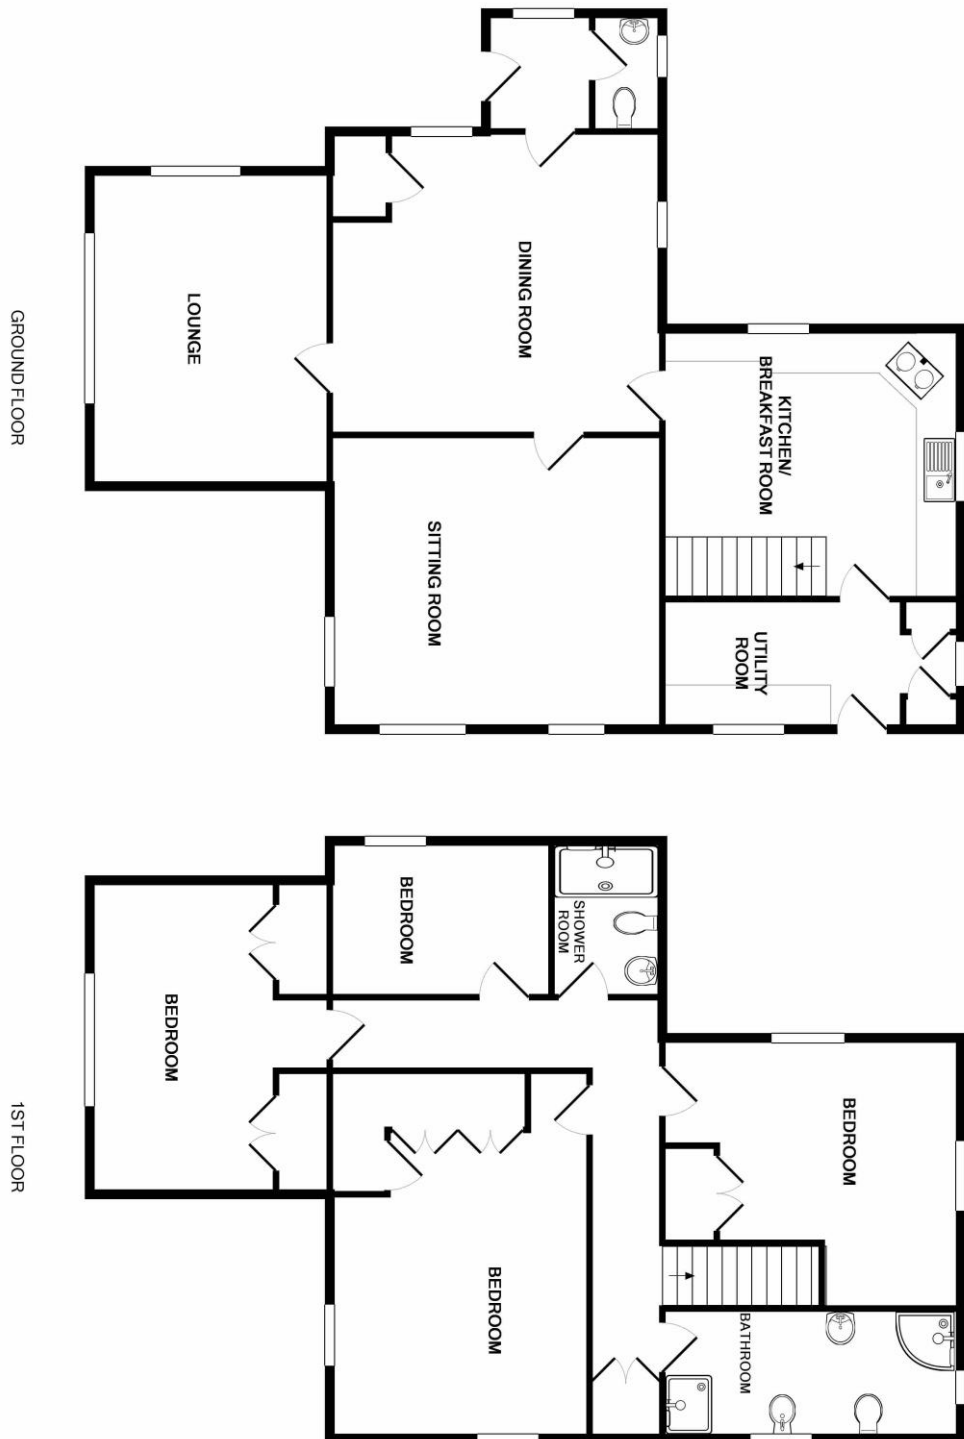 GROUND FLOOR
LOUNGE
DINING ROOM
SITTING ROOM
KITCHEN/
BREAKFAST ROOM
UTILITY
ROOM
1ST FLOOR
BEDROOM
BEDROOM
SHOWER
ROOM
BEDROOM
BEDROOM
BATHROOM